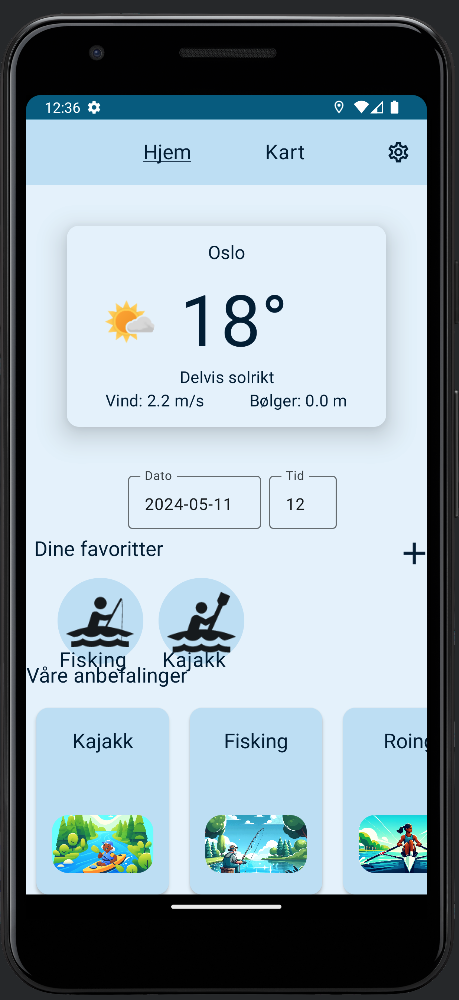 12:36
Hjem Kart
Oslo
18°
Delvis solrikt
Vind: 2.2 m/s Bølger: 0.0 m
Dato Tid
2024-05-11 12
Dine favoritter +
Fisking Kajakk
Våre anbefalinger
Kajakk Fisking Roing